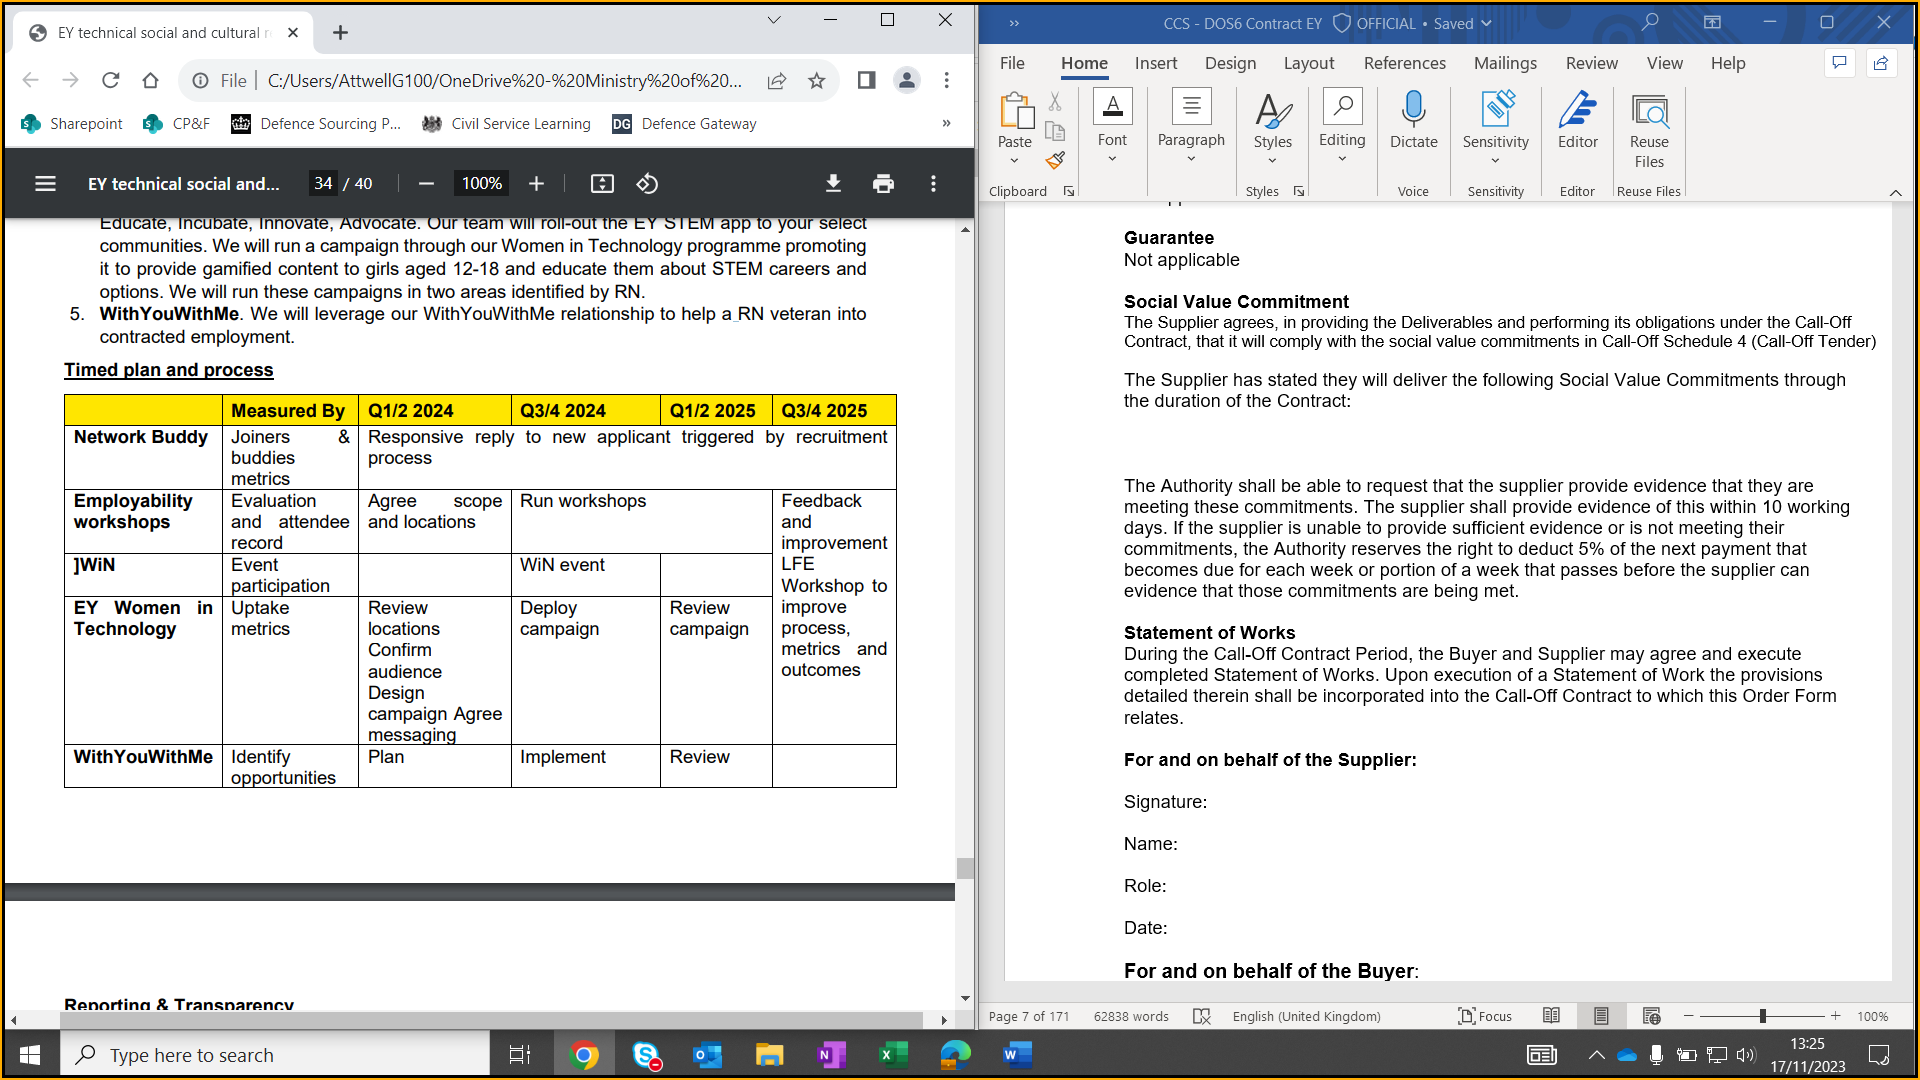 EY technical social and cultural r
File
C:/Users/AttwellG100/OneDrive%20-%20Ministry%20of%20...
Sharepoint
CP&F
Defence Sourcing P...
Civil Service Learning
DG Defence Gateway
»
EY technical social and...
34 / 40
100%
Educate, Incubate, Innovate, Advocate. Our team will roll-out the EY STEM app to your select
communities. We will run a campaign through our Women in Technology programme promoting
it to provide gamified content to girls aged 12-18 and educate them about STEM careers and
options. We will run these campaigns in two areas identified by RN.
5. WithYouWithMe. We will leverage our WithYouWithMe relationship to help a RN veteran into
contracted employment.
Timed plan and process
Measured By Q1/2 2024 Q3/4 2024 Q1/2 2025 Q3/4 2025
Network Buddy
Joiners &
buddies
metrics
Responsive reply to new applicant triggered by recruitment
process
Employability
workshops
Evaluation
and attendee
record
Agree scope
and locations
Run workshops
Feedback
and
improvement
LFE
Workshop to
improve
process,
metrics and
outcomes
]WiN
Event
participation
WiN event
EY Women in
Technology
Uptake
metrics
Review
locations
Confirm
audience
Design
campaign Agree
messaging
Deploy
campaign
Review
campaign
WithYouWithMe
Identify
opportunities
Plan
Implement
Review
Reporting & Transparency
»
CCS - DOS6 Contract EY OFFICIAL • Saved
File Home Insert Design Layout References Mailings Review View Help
Paste
Font
Paragraph
Styles
Editing
Dictate
Sensitivity
Editor
Reuse
Files
Clipboard
Styles
Voice
Sensitivity
Editor
Reuse Files
Guarantee
Not applicable
Social Value Commitment
The Supplier agrees, in providing the Deliverables and performing its obligations under the Call-Off
Contract, that it will comply with the social value commitments in Call-Off Schedule 4 (Call-Off Tender)
The Supplier has stated they will deliver the following Social Value Commitments through
the duration of the Contract:
The Authority shall be able to request that the supplier provide evidence that they are
meeting these commitments. The supplier shall provide evidence of this within 10 working
days. If the supplier is unable to provide sufficient evidence or is not meeting their
commitments, the Authority reserves the right to deduct 5% of the next payment that
becomes due for each week or portion of a week that passes before the supplier can
evidence that those commitments are being met.
Statement of Works
During the Call-Off Contract Period, the Buyer and Supplier may agree and execute
completed Statement of Works. Upon execution of a Statement of Work the provisions
detailed therein shall be incorporated into the Call-Off Contract to which this Order Form
relates.
For and on behalf of the Supplier:
Signature:
Name:
Role:
Date:
For and on behalf of the Buyer:
Page 7 of 171
62838 words
English (United Kingdom)
Focus
100%
Type here to search
13:25
17/11/2023